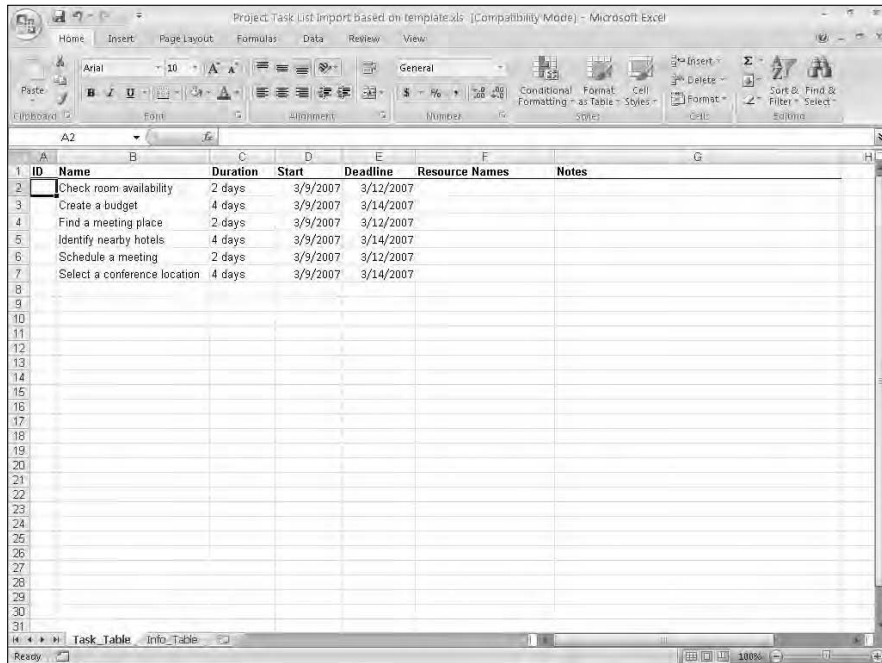 Project Task List Import based on template.xls [Compatibility Mode] - Microsoft Excel
Home Insert Page Layout Formulas Data Review View
Paste
Clipboard
Arial 10
B I U
Font
Alignment
General
$ % ,
Number
Conditional Formatting
Format as Table
Cell Styles
Styles
Insert
Delete
Format
Cells
Σ
Sort & Filter
Find & Select
Editing
A2 fx
A B C D E F G H
1 ID Name Duration Start Deadline Resource Names Notes
2 Check room availability 2 days 3/9/2007 3/12/2007
3 Create a budget 4 days 3/9/2007 3/14/2007
4 Find a meeting place 2 days 3/9/2007 3/12/2007
5 Identify nearby hotels 4 days 3/9/2007 3/14/2007
6 Schedule a meeting 2 days 3/9/2007 3/12/2007
7 Select a conference location 4 days 3/9/2007 3/14/2007
8
9
10
11
12
13
14
15
16
17
18
19
20
21
22
23
24
25
26
27
28
29
30
31
Task_Table Info_Table
Ready 100%